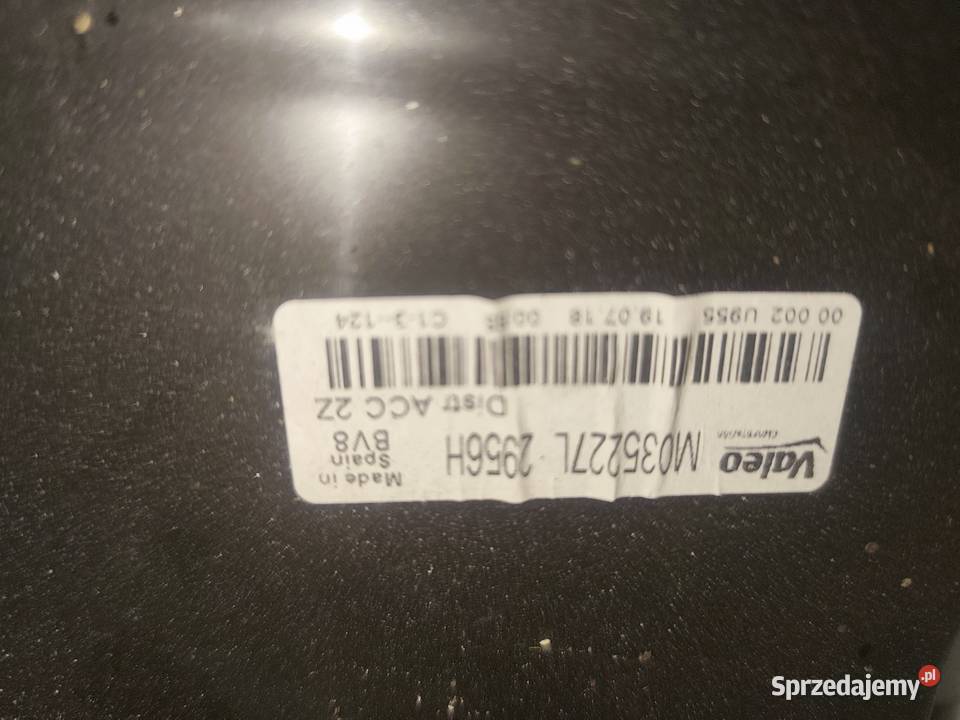 Valeo
M035227L 2956H
Made in
Spain
BV8
Distr ACC 2Z
00 002 U955 19.07.18 C1-3-124
Sprzedajemy.pl